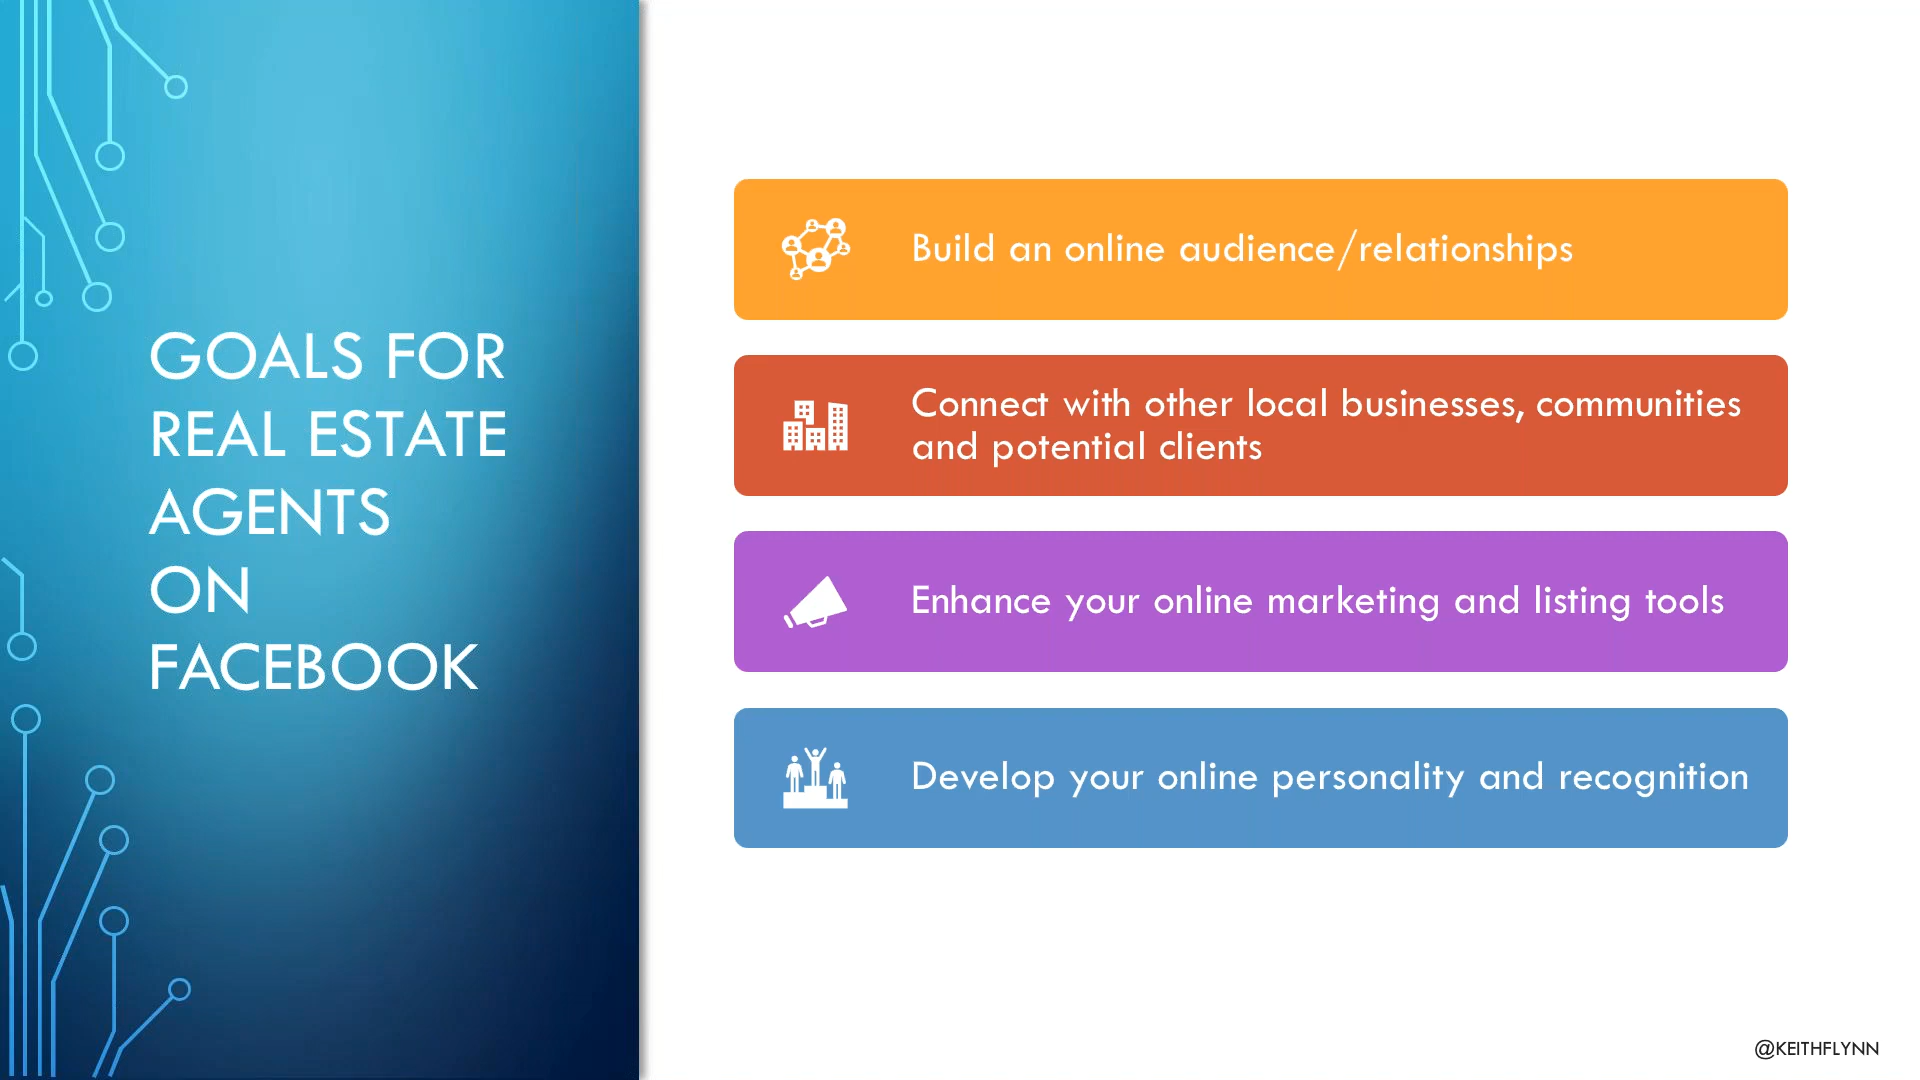 GOALS FOR
REAL ESTATE
AGENTS
ON
FACEBOOK
Build an online audience/relationships
Connect with other local businesses, communities
and potential clients
Enhance your online marketing and listing tools
Develop your online personality and recognition
@KEITHFLYNN